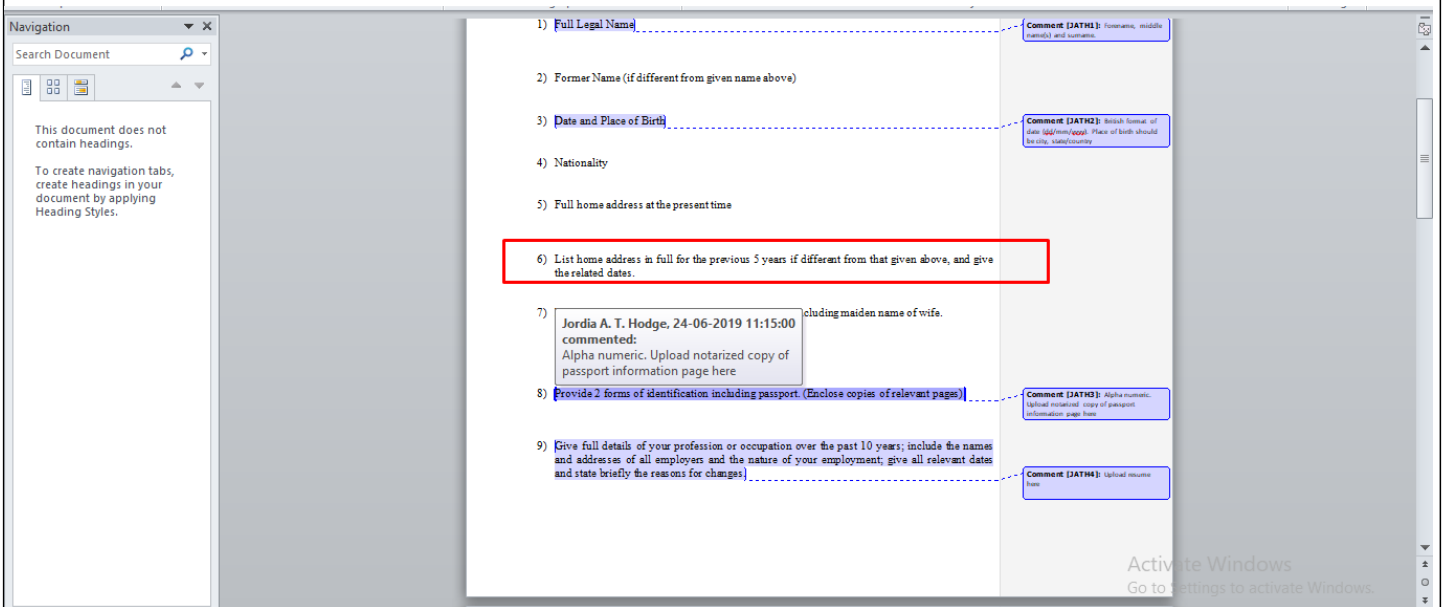 Navigation
Search Document
This document does not
contain headings.
To create navigation tabs,
create headings in your
document by applying
Heading Styles.
1) Full Legal Name
2) Former Name (if different from given name above)
3) Date and Place of Birth
4) Nationality
5) Full home address at the present time
6) List home address in full for the previous 5 years if different from that given above, and give
the related dates.
7) cluding maiden name of wife.
Jordia A. T. Hodge, 24-06-2019 11:15:00
commented:
Alpha numeric. Upload notarized copy of
passport information page here
8) Provide 2 forms of identification including passport. (Enclose copies of relevant pages)
9) Give full details of your profession or occupation over the past 10 years; include the names
and addresses of all employers and the nature of your employment; give all relevant dates
and state briefly the reasons for changes.
Comment [JATH1]: Forename, middle
name(s) and surname.
Comment [JATH2]: British format of
date (dd/mm/yyyy). Place of birth should
be city, state/country
Comment [JATH3]: Alpha numeric.
Upload notarized copy of passport
information page here
Comment [JATH4]: Upload resume
here
Activate Windows
Go to Settings to activate Windows.